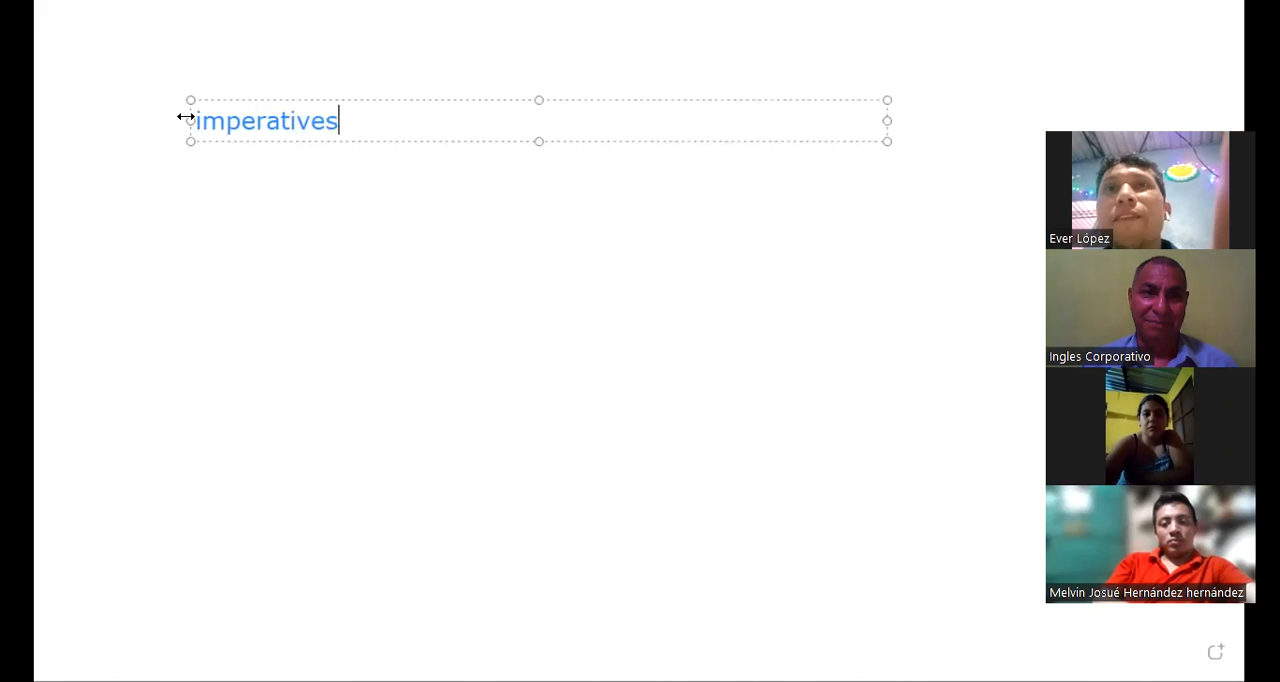 imperatives
Ever López
Ingles Corporativo
Melvin Josué Hernández hernández